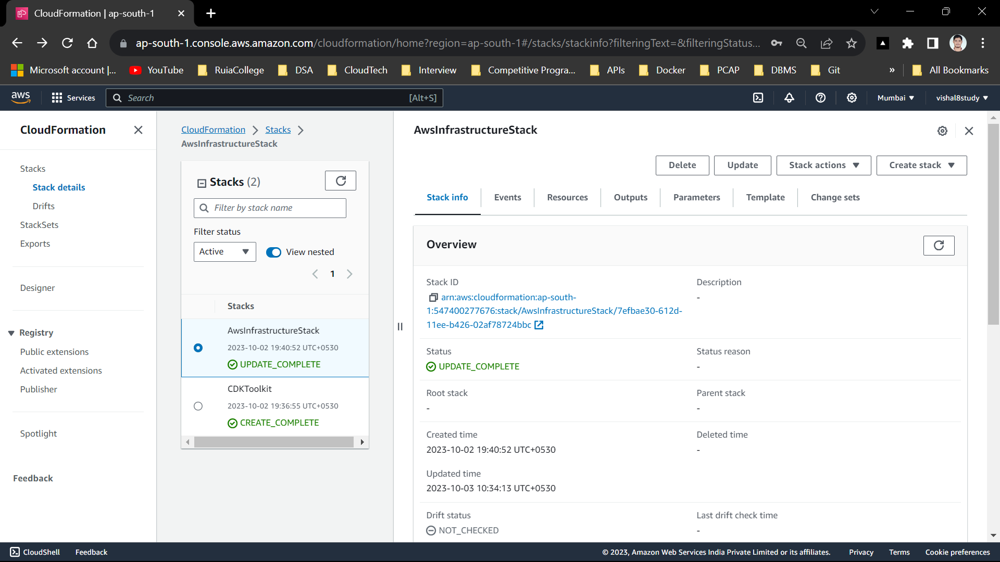 CloudFormation | ap-south-1
ap-south-1.console.aws.amazon.com/cloudformation/home?region=ap-south-1#/stacks/stackinfo?filteringText=&filteringStatus...
Microsoft account |... YouTube RuiaCollege DSA CloudTech Interview Competitive Progra... APIs Docker PCAP DBMS Git » All Bookmarks
aws Services Search [Alt+S] Mumbai vishal8study
CloudFormation
Stacks
Stack details
Drifts
StackSets
Exports
Designer
Registry
Public extensions
Activated extensions
Publisher
Spotlight
Feedback
CloudFormation Stacks
AwsInfrastructureStack
Stacks (2)
Filter by stack name
Filter status
Active View nested
1
Stacks
AwsInfrastructureStack
2023-10-02 19:40:52 UTC+0530
UPDATE_COMPLETE
CDKToolkit
2023-10-02 19:36:55 UTC+0530
CREATE_COMPLETE
AwsInfrastructureStack
Delete Update Stack actions Create stack
Stack info Events Resources Outputs Parameters Template Change sets
Overview
Stack ID
arn:aws:cloudformation:ap-south-
1:547400277676:stack/AwsInfrastructureStack/7efbae30-612d-
11ee-b426-02af78724bbc
Description
-
Status
UPDATE_COMPLETE
Status reason
-
Root stack
-
Parent stack
-
Created time
2023-10-02 19:40:52 UTC+0530
Deleted time
-
Updated time
2023-10-03 10:34:13 UTC+0530
Drift status
NOT_CHECKED
Last drift check time
-
CloudShell Feedback © 2023, Amazon Web Services India Private Limited or its affiliates. Privacy Terms Cookie preferences